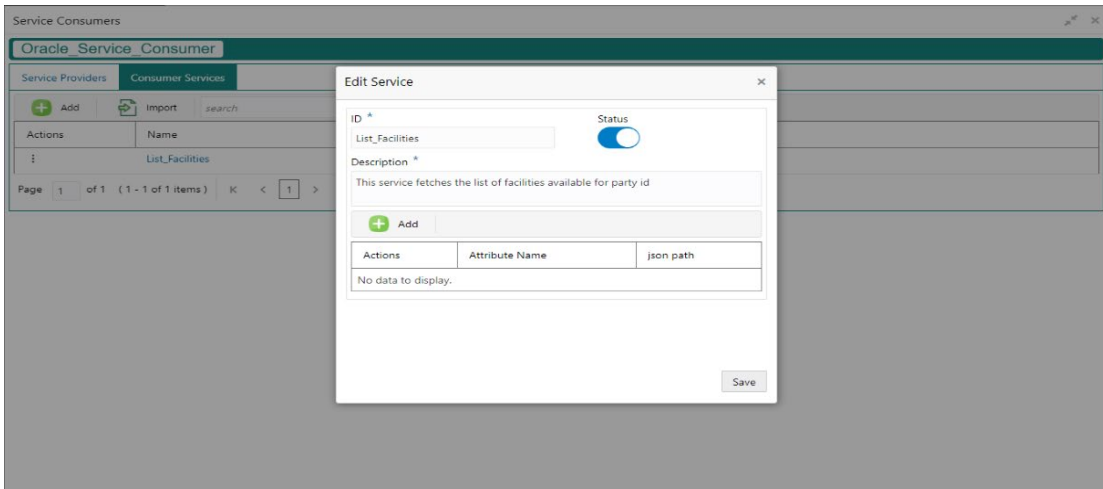 Service Consumers
Oracle_Service_Consumer
Service Providers Consumer Services
Add Import search
Actions Name
List_Facilities
Page 1 of 1 (1 - 1 of 1 items) K < 1 >
Edit Service ×
ID * Status
List_Facilities
Description *
This service fetches the list of facilities available for party id
Add
Actions Attribute Name json path
No data to display.
Save